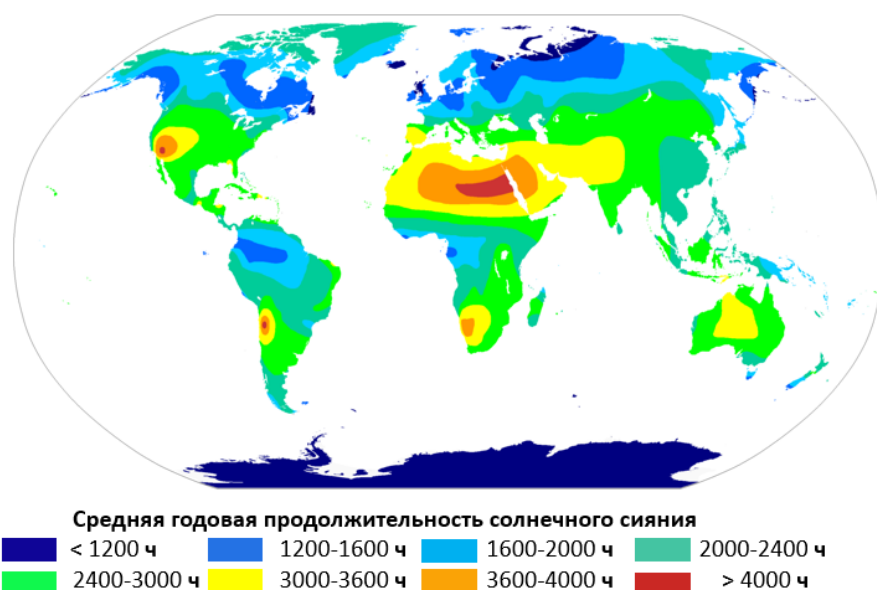 Средняя годовая продолжительность солнечного сияния
< 1200 ч 1200-1600 ч 1600-2000 ч 2000-2400 ч
2400-3000 ч 3000-3600 ч 3600-4000 ч > 4000 ч